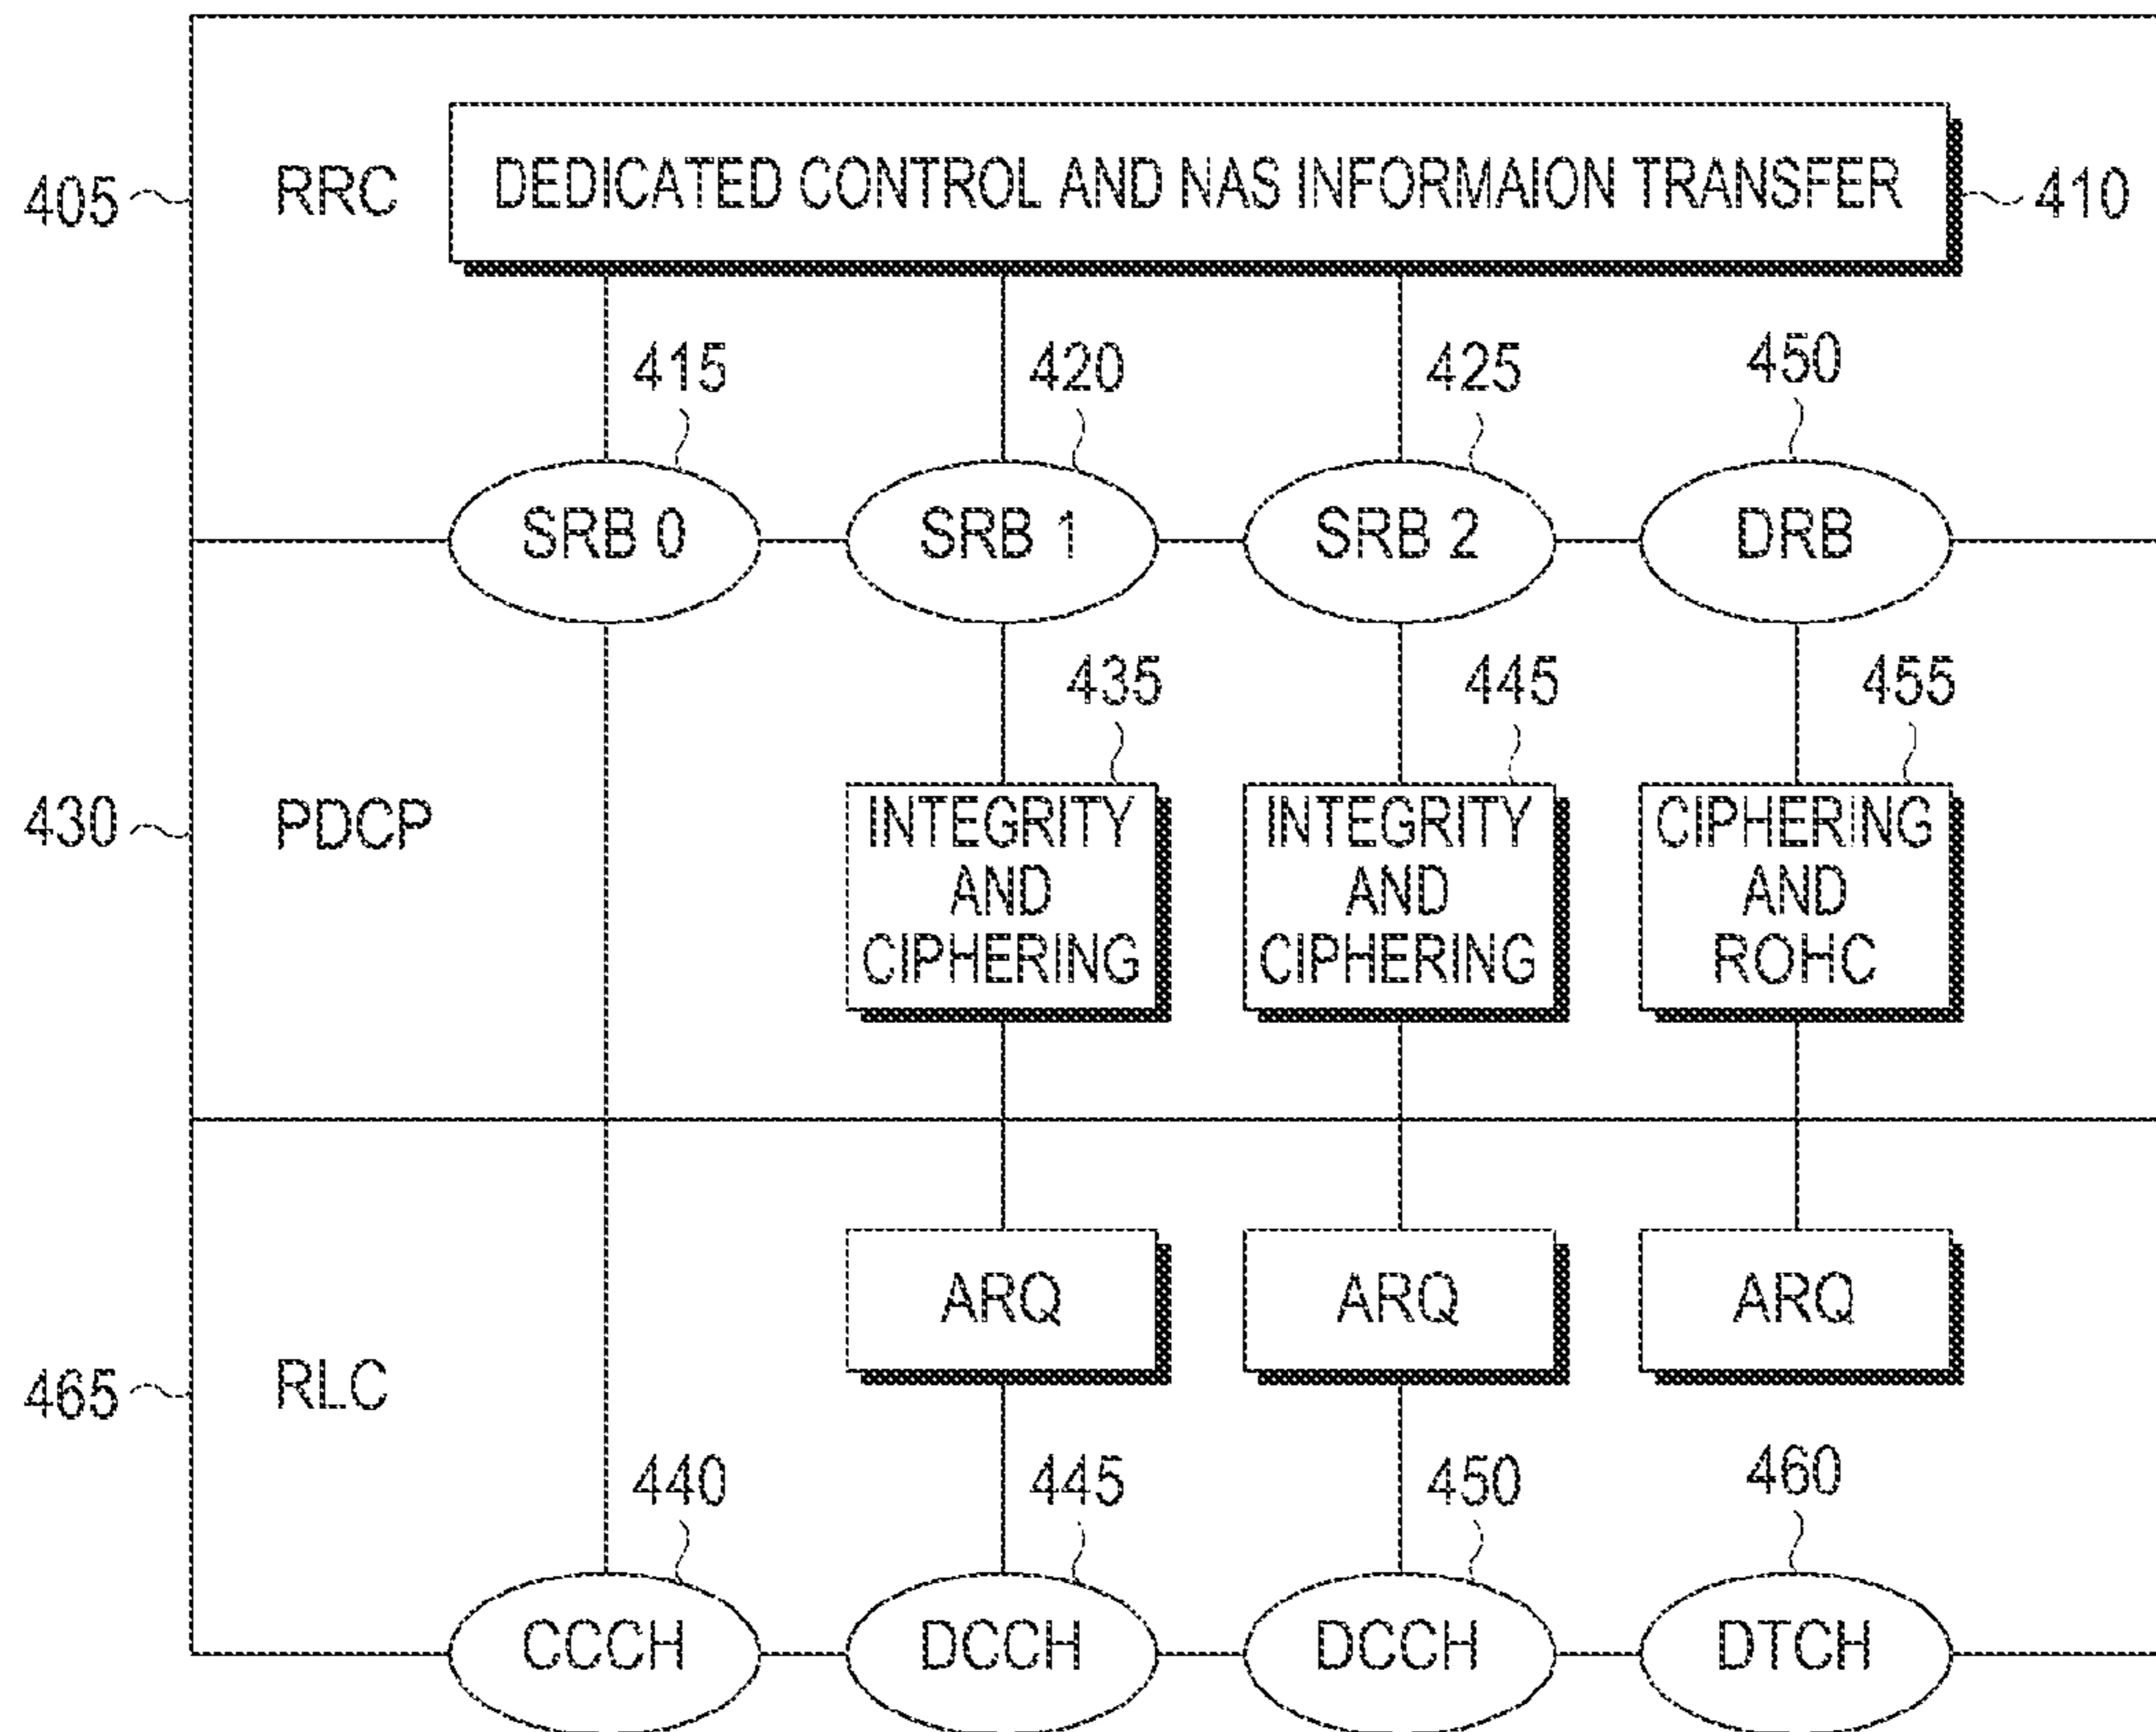 405
RRC
DEDICATED CONTROL AND NAS INFORMAION TRANSFER
410
415
420
425
450
SRB 0
SRB 1
SRB 2
DRB
435
445
455
430
PDCP
INTEGRITY
AND
CIPHERING
INTEGRITY
AND
CIPHERING
CIPHERING
AND
ROHC
465
RLC
ARQ
ARQ
ARQ
440
445
450
460
CCCH
DCCH
DCCH
DTCH